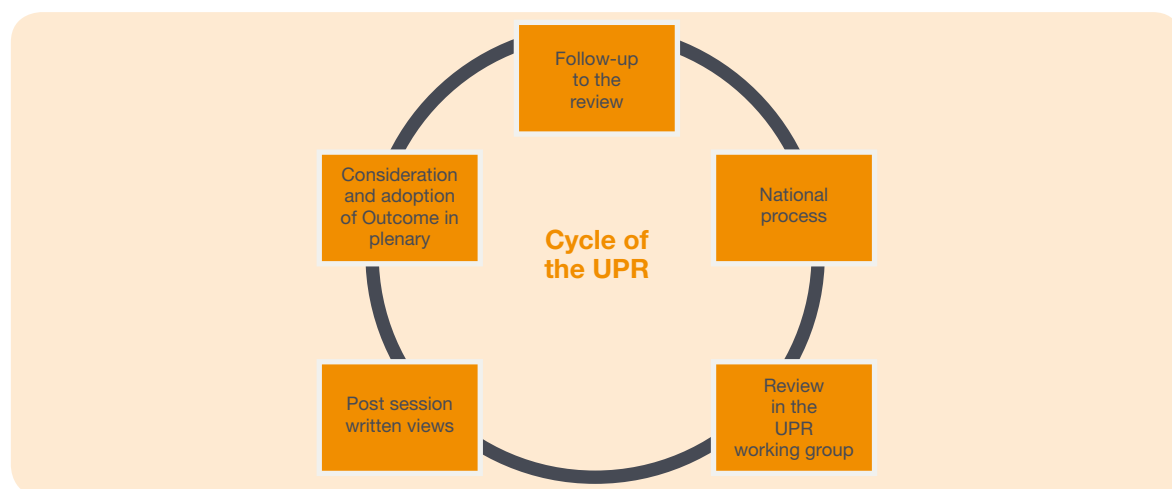 Follow-up
to the
review
National
process
Review
in the
UPR
working group
Post session
written views
Consideration
and adoption
of Outcome in
plenary
Cycle of
the UPR